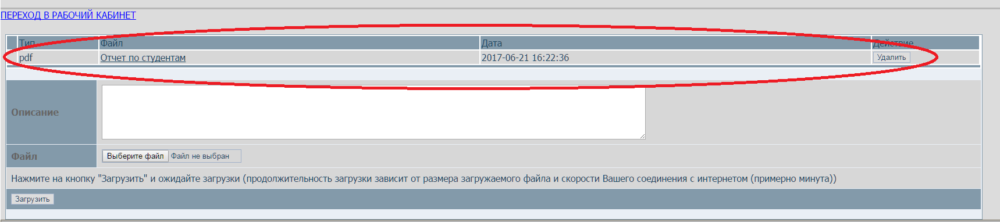 ПЕРЕХОД В РАБОЧИЙ КАБИНЕТ
Тип Файл Дата Действие
pdf Отчет по студентам 2017-06-21 16:22:36 Удалить
Описание
Файл Выберите файл Файл не выбран
Нажмите на кнопку "Загрузить" и ожидайте загрузки (продолжительность загрузки зависит от размера загружаемого файла и скорости Вашего соединения с интернетом (примерно минута))
Загрузить